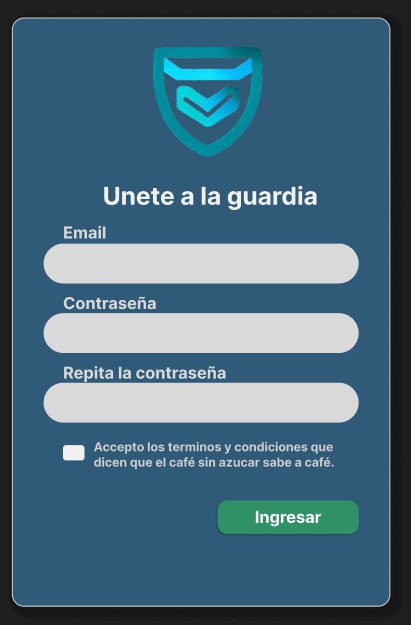 Unete a la guardia
Email
Contraseña
Repita la contraseña
Accepto los terminos y condiciones que
dicen que el café sin azucar sabe a café.
Ingresar